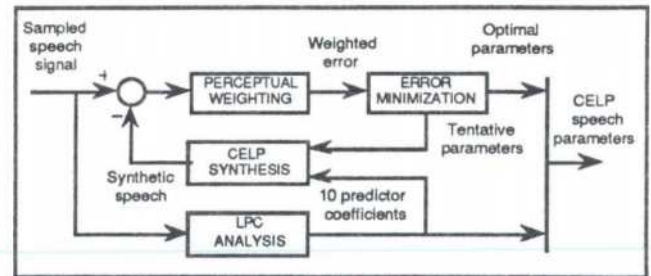 Sampled
speech
signal
Weighted
error
Optimal
parameters
+
PERCEPTUAL
WEIGHTING
ERROR
MINIMIZATION
CELP
speech
parameters
−
Tentative
parameters
CELP
SYNTHESIS
Synthetic
speech
10 predictor
coefficients
LPC
ANALYSIS